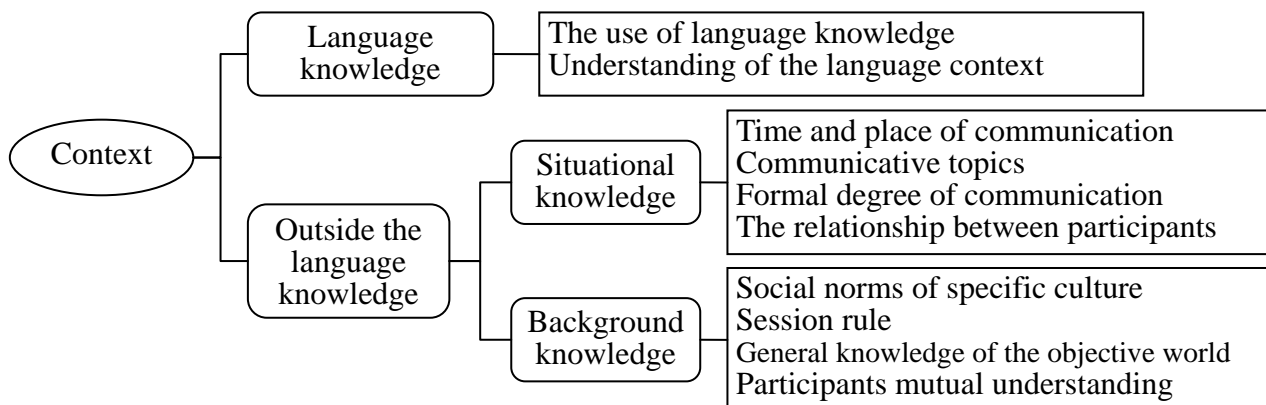 Context
Language
knowledge
The use of language knowledge
Understanding of the language context
Outside the
language
knowledge
Situational
knowledge
Time and place of communication
Communicative topics
Formal degree of communication
The relationship between participants
Background
knowledge
Social norms of specific culture
Session rule
General knowledge of the objective world
Participants mutual understanding